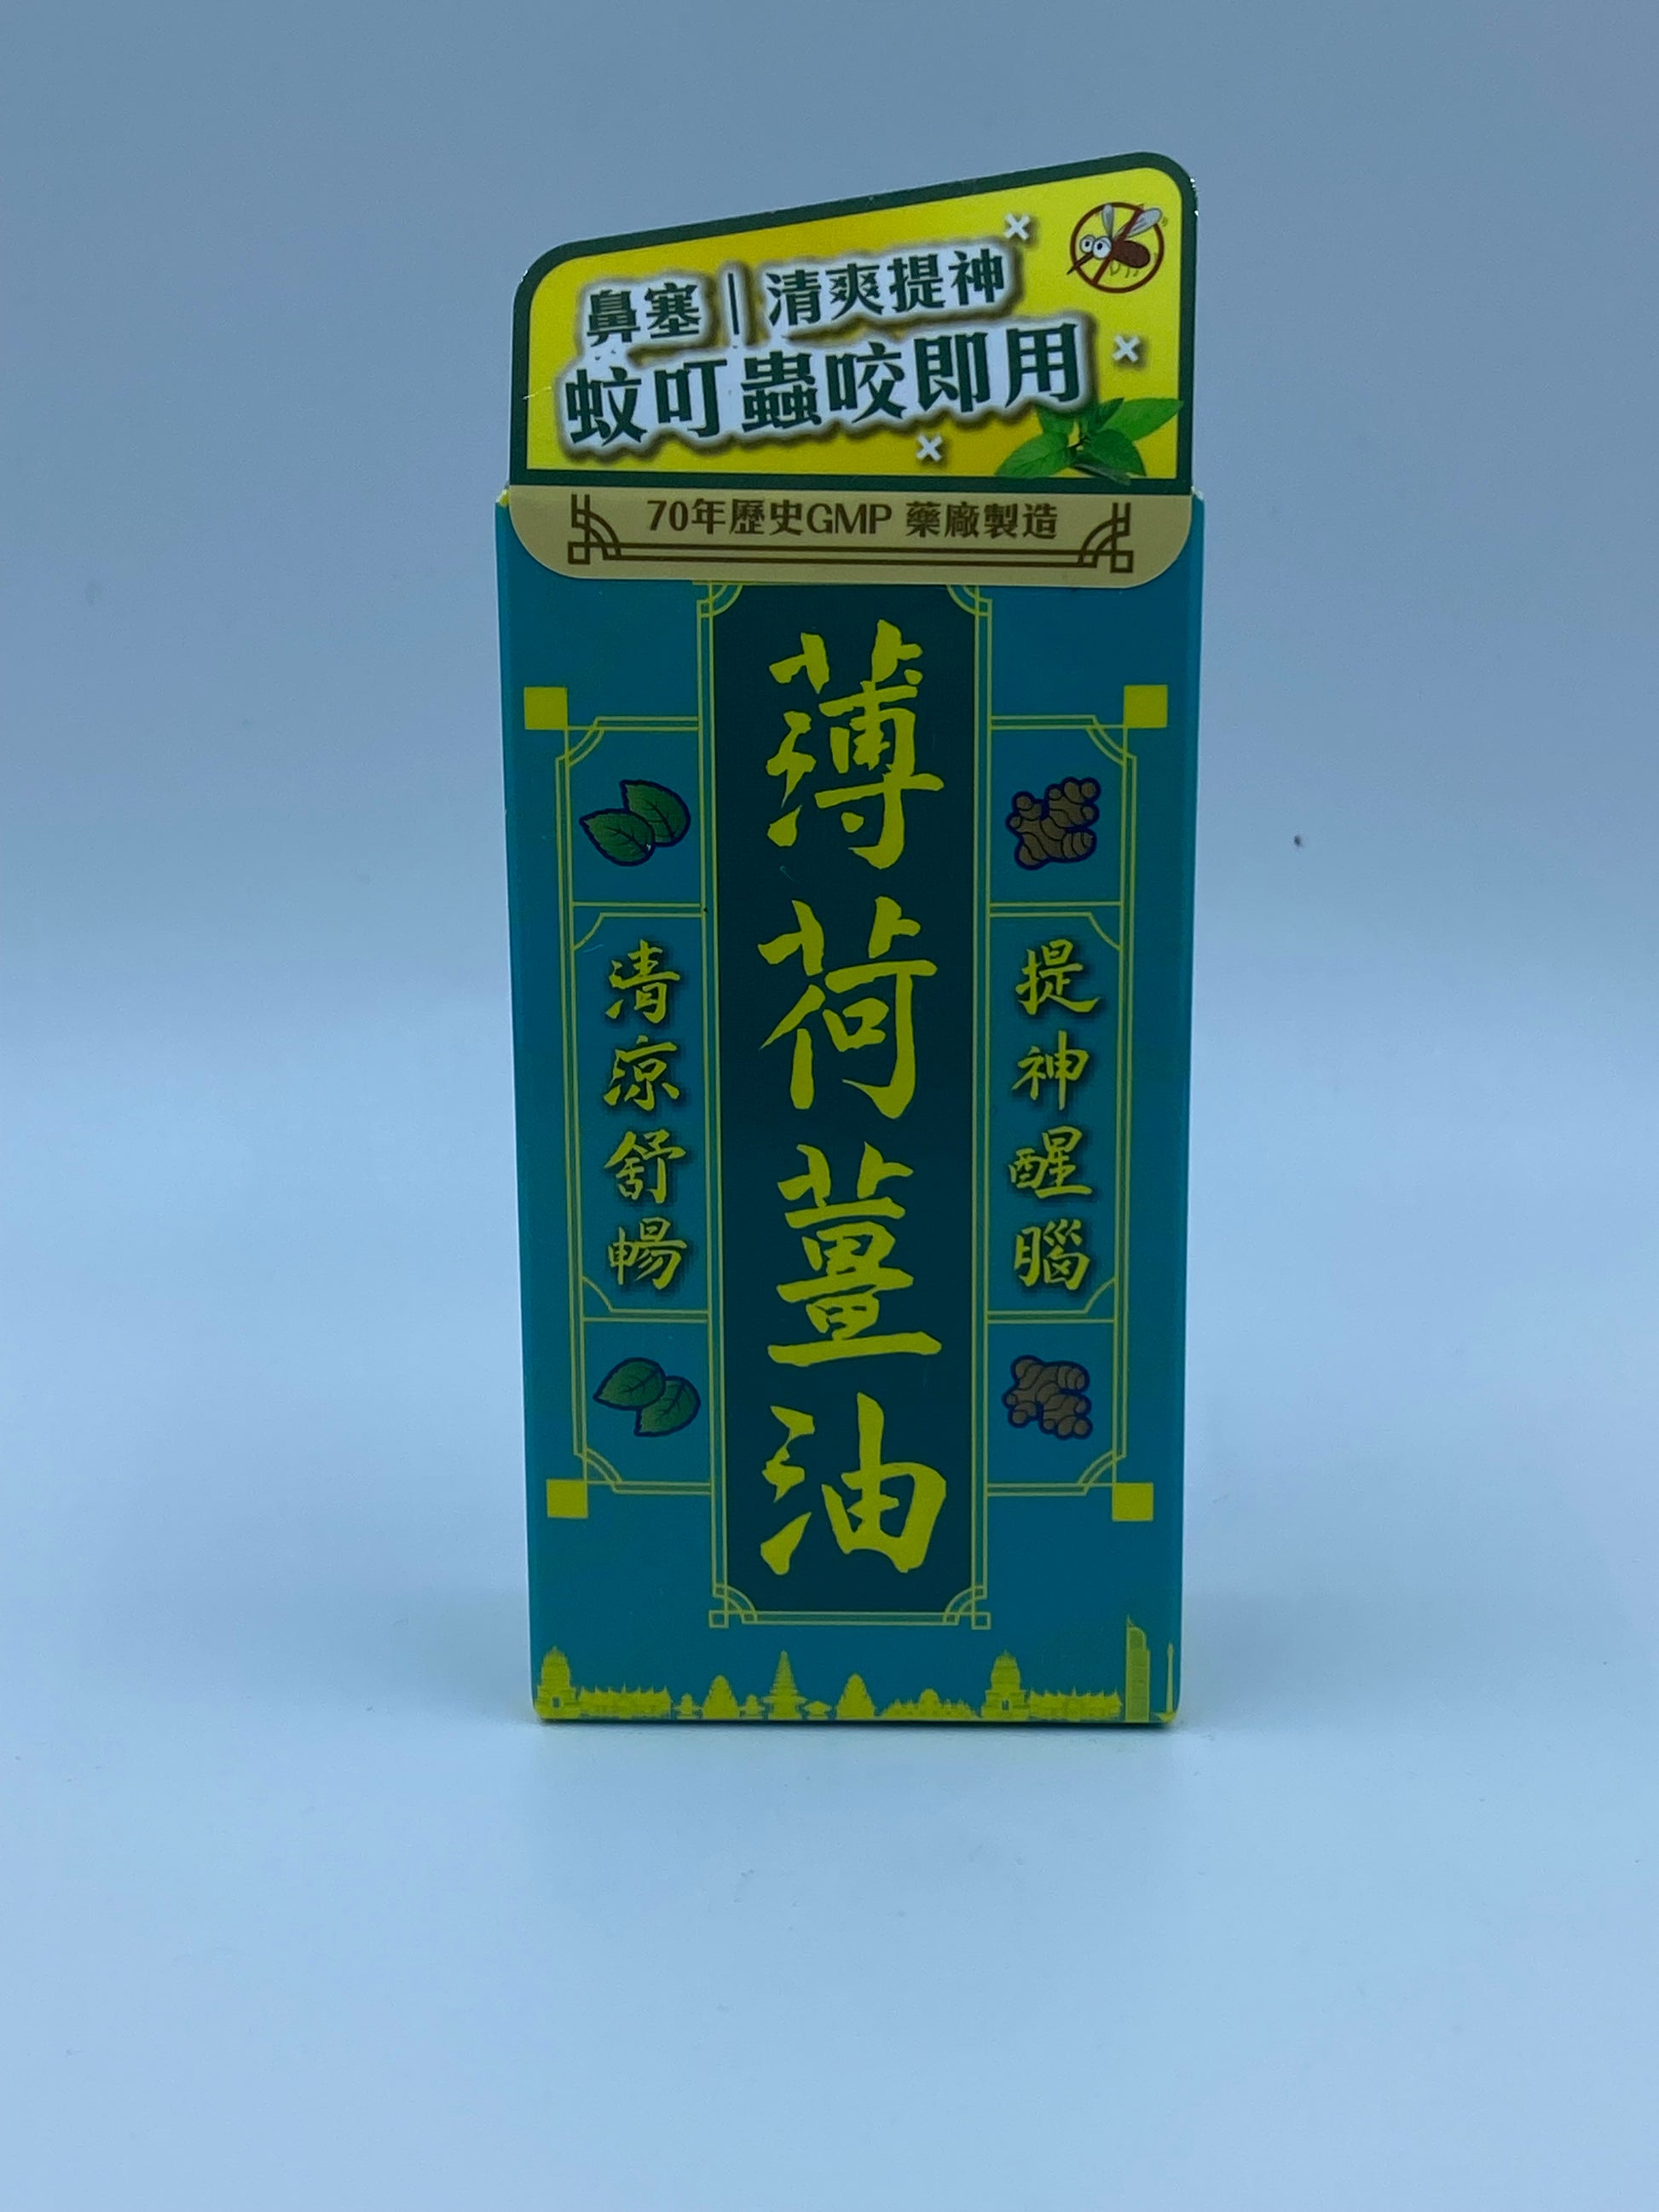 鼻塞｜清爽提神
蚊叮蟲咬即用
70年歷史GMP 藥廠製造
薄荷薑油
提神醒腦
清涼舒暢